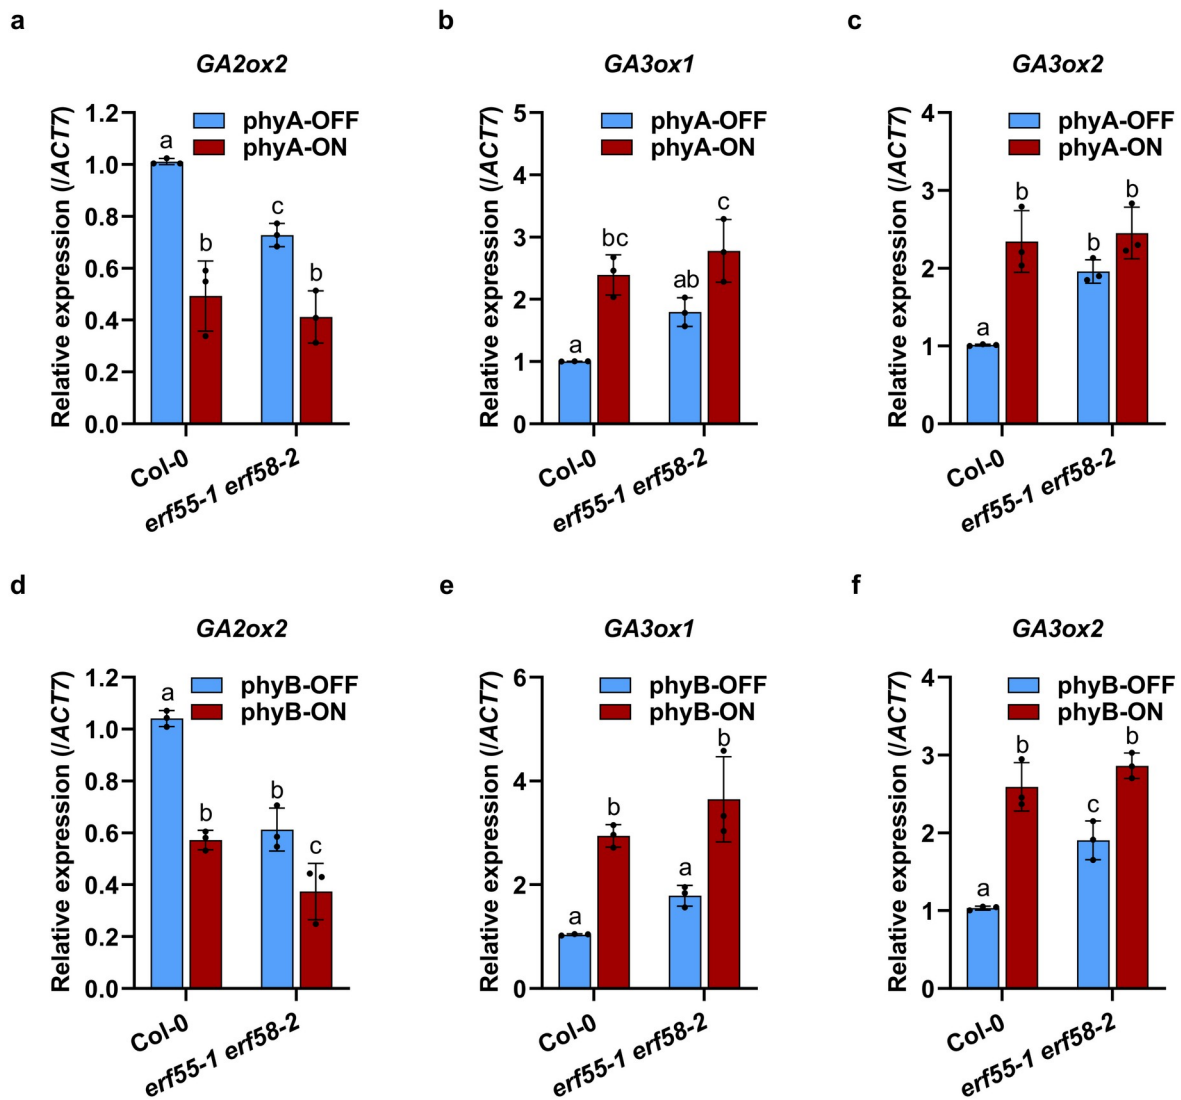 a
GA2ox2
Relative expression (/ACT7)
1.2
1.0
0.8
0.6
0.4
0.2
0.0
phyA-OFF
phyA-ON
a
b
c
b
Col-0
erf55-1 erf58-2
b
GA3ox1
Relative expression (/ACT7)
5
4
3
2
1
0
phyA-OFF
phyA-ON
a
bc
ab
c
Col-0
erf55-1 erf58-2
c
GA3ox2
Relative expression (/ACT7)
4
3
2
1
0
phyA-OFF
phyA-ON
a
b
b
b
Col-0
erf55-1 erf58-2
d
GA2ox2
Relative expression (/ACT7)
1.2
1.0
0.8
0.6
0.4
0.2
0.0
phyB-OFF
phyB-ON
a
b
b
c
Col-0
erf55-1 erf58-2
e
GA3ox1
Relative expression (/ACT7)
6
4
2
0
phyB-OFF
phyB-ON
a
b
a
b
Col-0
erf55-1 erf58-2
f
GA3ox2
Relative expression (/ACT7)
4
3
2
1
0
phyB-OFF
phyB-ON
a
b
c
b
Col-0
erf55-1 erf58-2